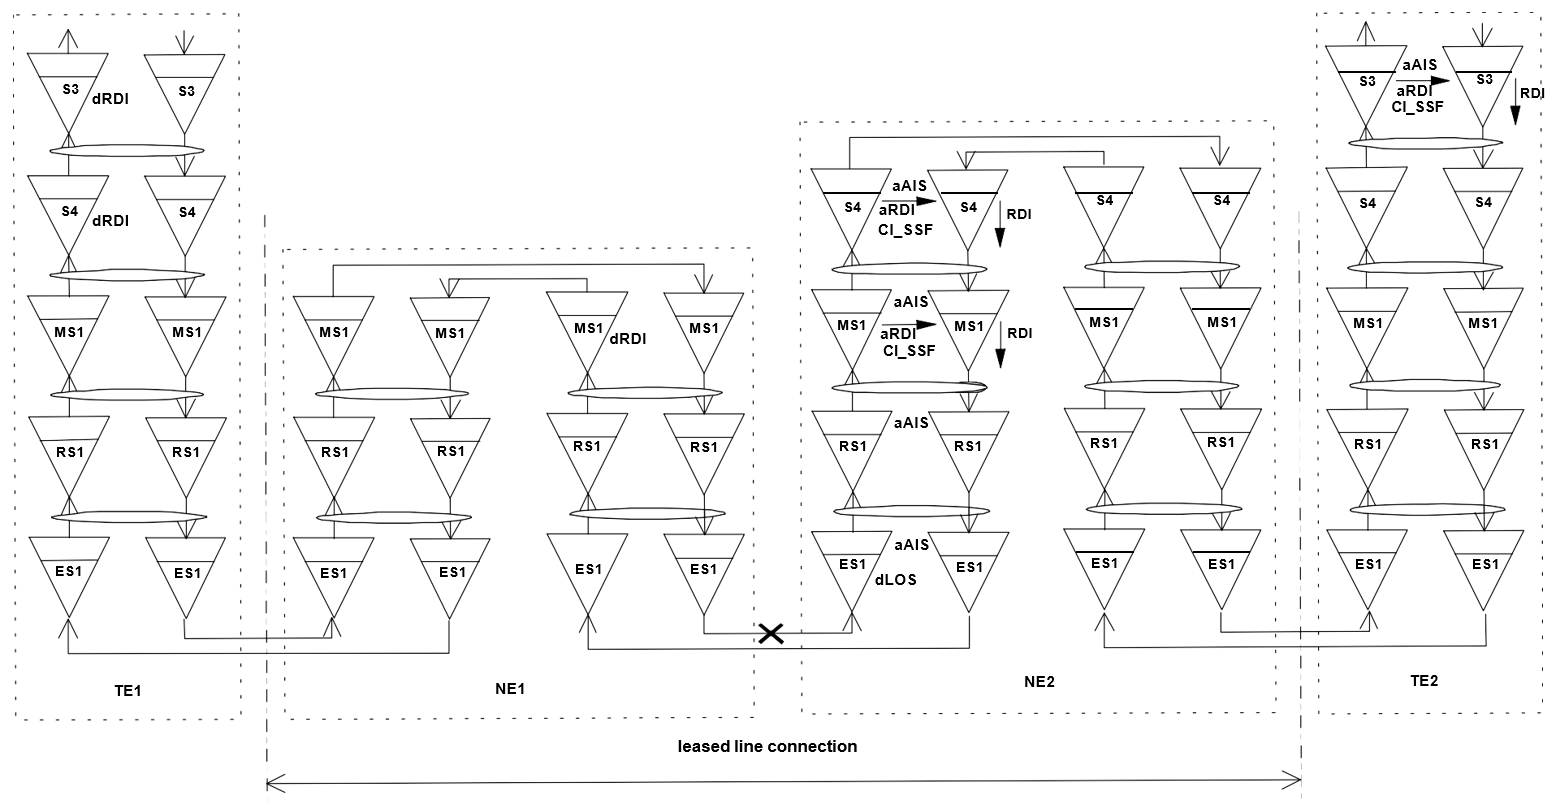 S3 dRDI S3
S4 dRDI S4
MS1 MS1
RS1 RS1
ES1 ES1
TE1
MS1 MS1 MS1 dRDI MS1
RS1 RS1 RS1 RS1
ES1 ES1 ES1 ES1
NE1
aAIS
S4 aRDI S4 RDI S4 S4
CI_SSF
aAIS
MS1 aRDI MS1 RDI MS1 MS1
CI_SSF
aAIS
RS1 RS1 RS1 RS1
aAIS
ES1 dLOS ES1 ES1 ES1
NE2
aAIS
S3 aRDI S3 RDI
CI_SSF
S4 S4
MS1 MS1
RS1 RS1
ES1 ES1
TE2
leased line connection